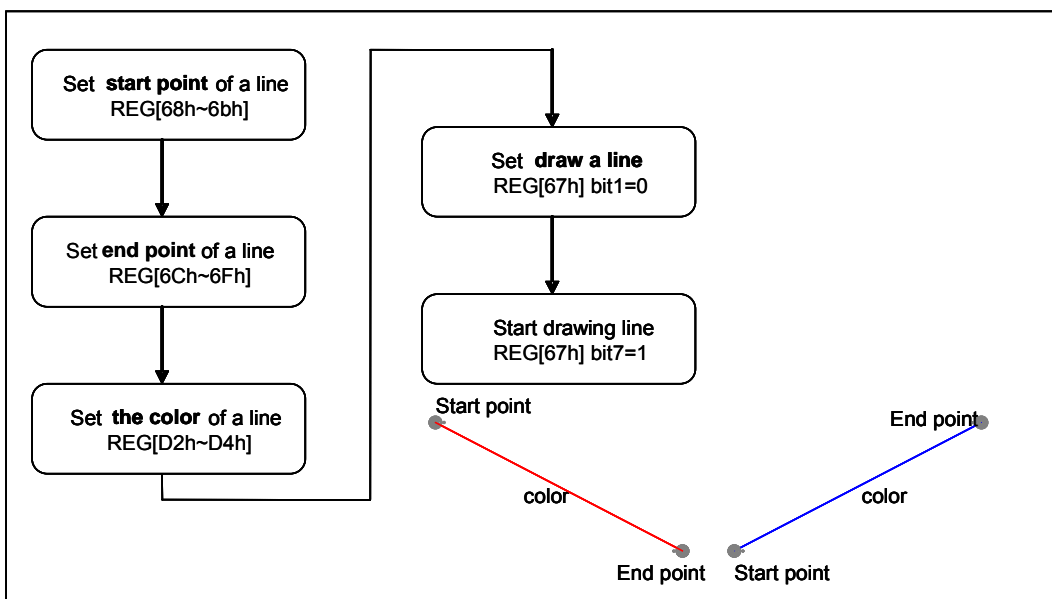 Set start point of a line
REG[68h~6bh]
Set end point of a line
REG[6Ch~6Fh]
Set the color of a line
REG[D2h~D4h]
Set draw a line
REG[67h] bit1=0
Start drawing line
REG[67h] bit7=1
Start point
color
End point
End point
color
Start point